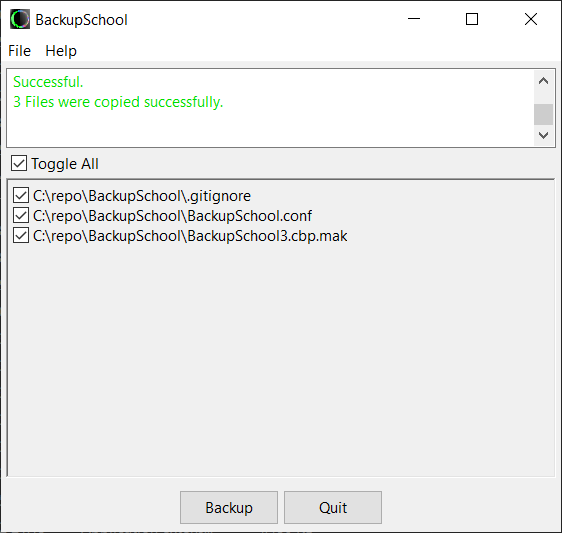 BackupSchool
File Help
Successful.
3 Files were copied successfully.
Toggle All
C:\repo\BackupSchool\.gitignore
C:\repo\BackupSchool\BackupSchool.conf
C:\repo\BackupSchool\BackupSchool3.cbp.mak
Backup Quit